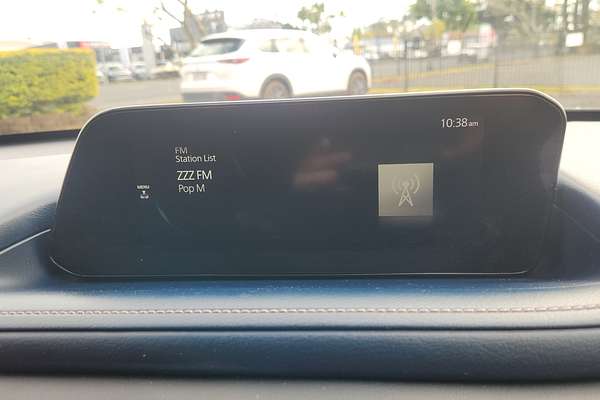 10:38 am
FM
Station List
ZZZ FM
Pop M
MENU